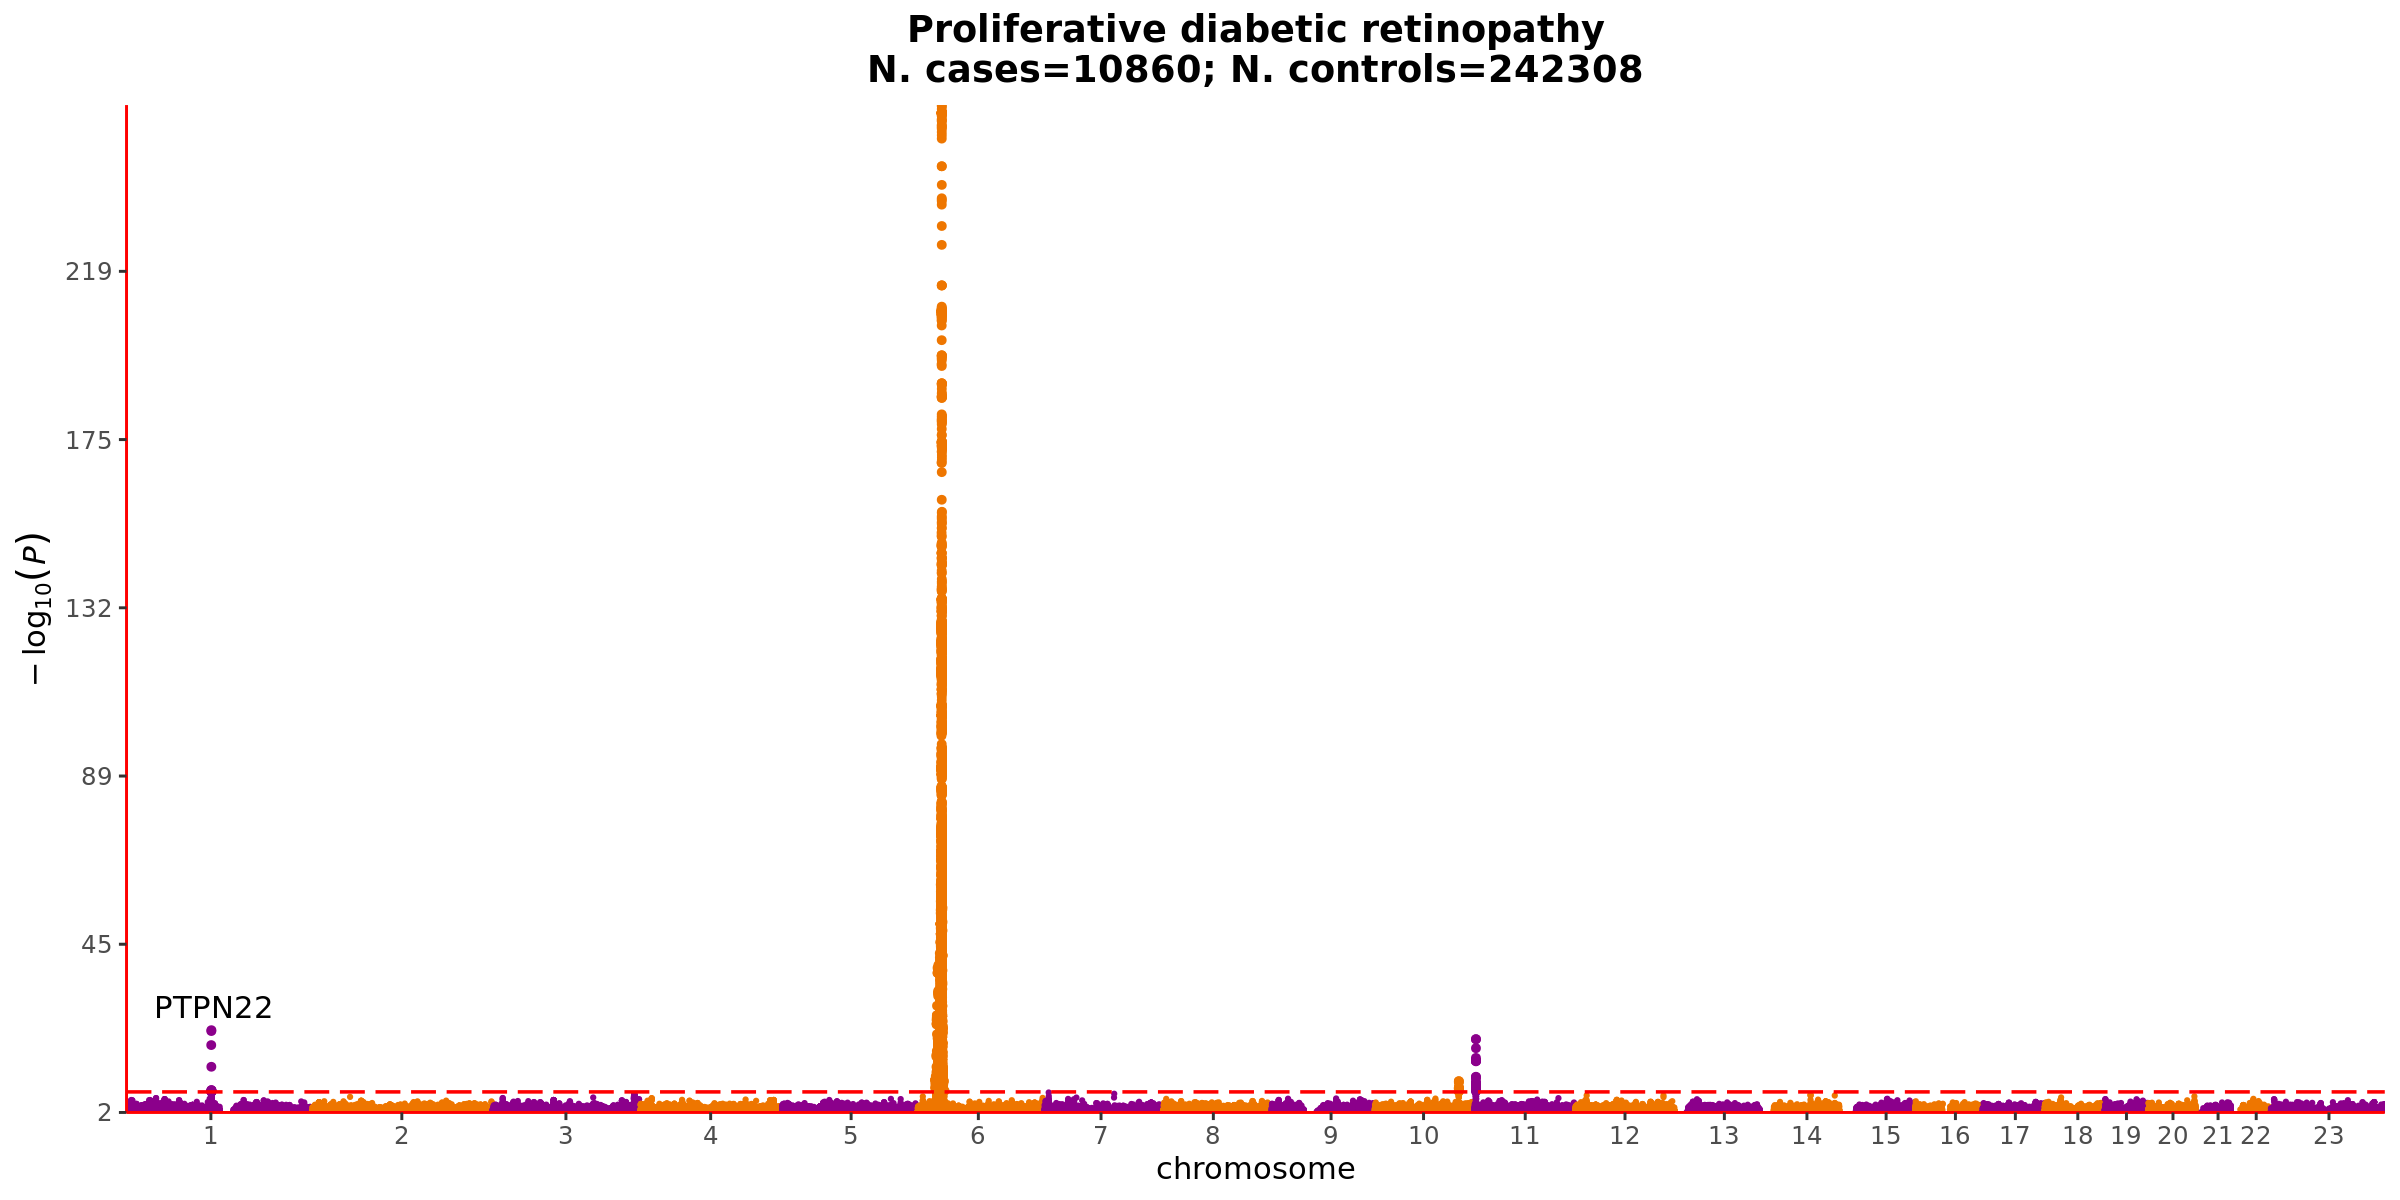 Proliferative diabetic retinopathy
N. cases=10860; N. controls=242308
219
175
132
89
45
2
−log₁₀(P)
PTPN22
1 2 3 4 5 6 7 8 9 10 11 12 13 14 15 16 17 18 19 20 21 22 23
chromosome